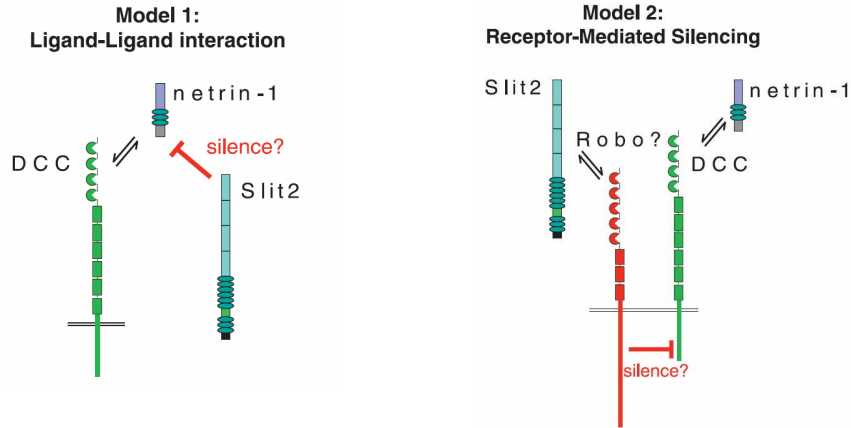 Model 1:
Ligand-Ligand interaction
netrin-1
DCC
silence?
Slit2
Model 2:
Receptor-Mediated Silencing
Slit2
netrin-1
Robo?
DCC
silence?